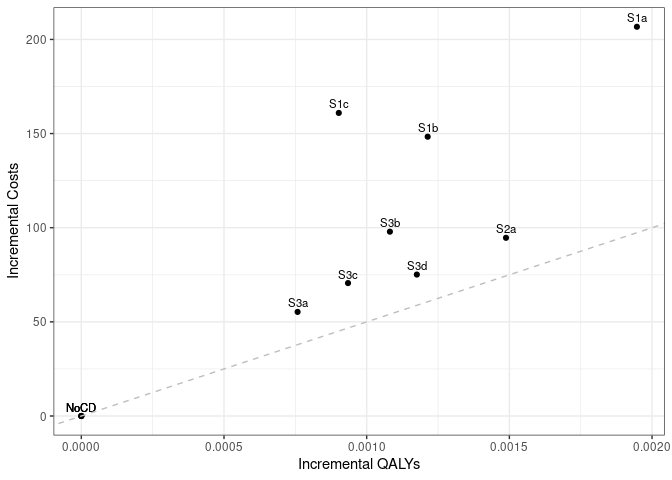 S1a
200
S1c
150
S1b
S3b
S2a
100
S3d
S3c
S3a
50
NoCD
0
0.0000 0.0005 0.0010 0.0015 0.0020
Incremental QALYs
Incremental Costs